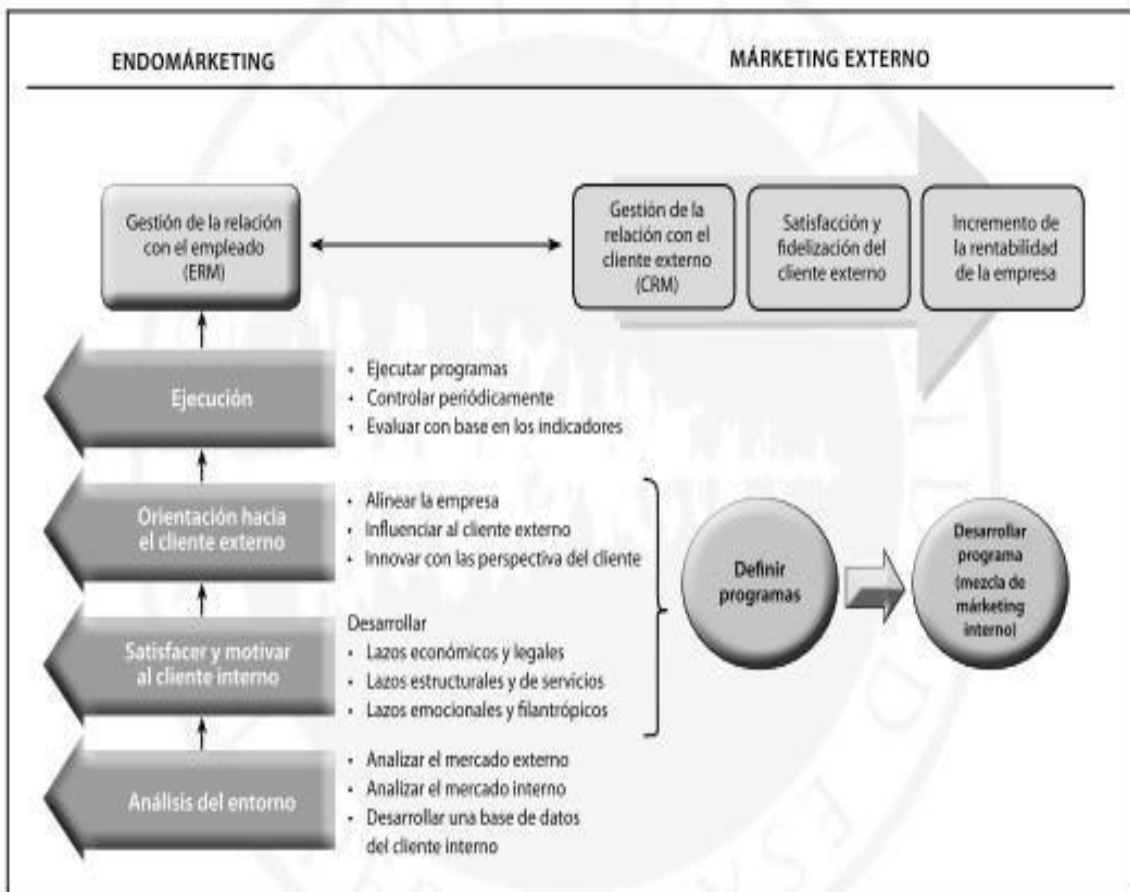 ENDOMÁRKETING
MÁRKETING EXTERNO
Gestión de la relación
con el empleado
(ERM)
Gestión de la
relación con el
cliente externo
(CRM)
Satisfacción y
fidelización del
cliente externo
Incremento de
la rentabilidad
de la empresa
Ejecución
• Ejecutar programas
• Controlar periódicamente
• Evaluar con base en los indicadores
Orientación hacia
el cliente externo
• Alinear la empresa
• Influenciar al cliente externo
• Innovar con las perspectiva del cliente
Definir
programas
Desarrollar
programa
(mezcla de
márketing
interno)
Satisfacer y motivar
al cliente interno
Desarrollar
• Lazos económicos y legales
• Lazos estructurales y de servicios
• Lazos emocionales y filantrópicos
Análisis del entorno
• Analizar el mercado externo
• Analizar el mercado interno
• Desarrollar una base de datos
del cliente interno